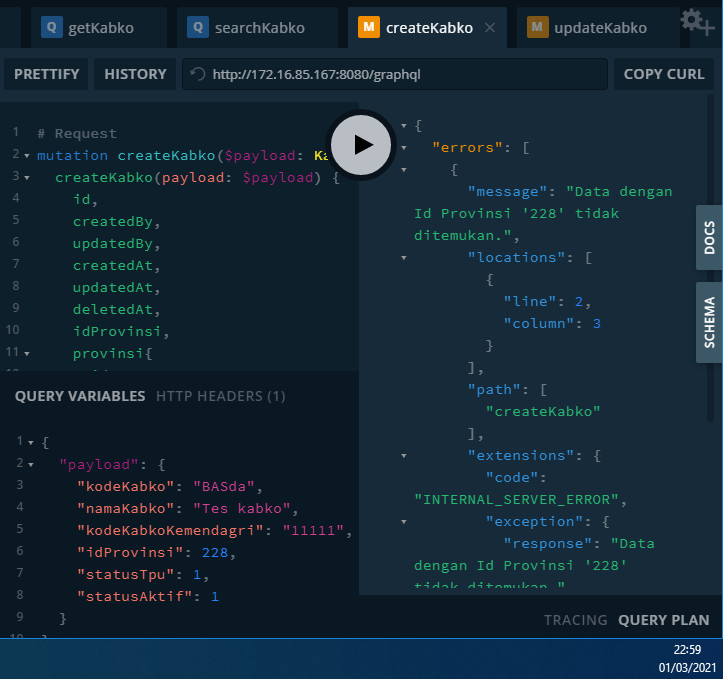 Q getKabko
Q searchKabko
M createKabko ×
M updateKabko
PRETTIFY HISTORY http://172.16.85.167:8080/graphql COPY CURL
1 # Request
2 mutation createKabko($payload: Ka
3 createKabko(payload: $payload) {
4 id,
5 createdBy,
6 updatedBy,
7 createdAt,
8 updatedAt,
9 deletedAt,
10 idProvinsi,
11 provinsi{
QUERY VARIABLES HTTP HEADERS (1)
1 {
2 "payload": {
3 "kodeKabko": "BASda",
4 "namaKabko": "Tes kabko",
5 "kodeKabkoKemendagri": "11111",
6 "idProvinsi": 228,
7 "statusTpu": 1,
8 "statusAktif": 1
9 }
10 }
{
"errors": [
{
"message": "Data dengan
Id Provinsi '228' tidak
ditemukan.",
"locations": [
{
"line": 2,
"column": 3
}
],
"path": [
"createKabko"
],
"extensions": {
"code":
"INTERNAL_SERVER_ERROR",
"exception": {
"response": "Data
dengan Id Provinsi '228'
tidak ditemukan."
DOCS
SCHEMA
TRACING QUERY PLAN
22:59
01/03/2021